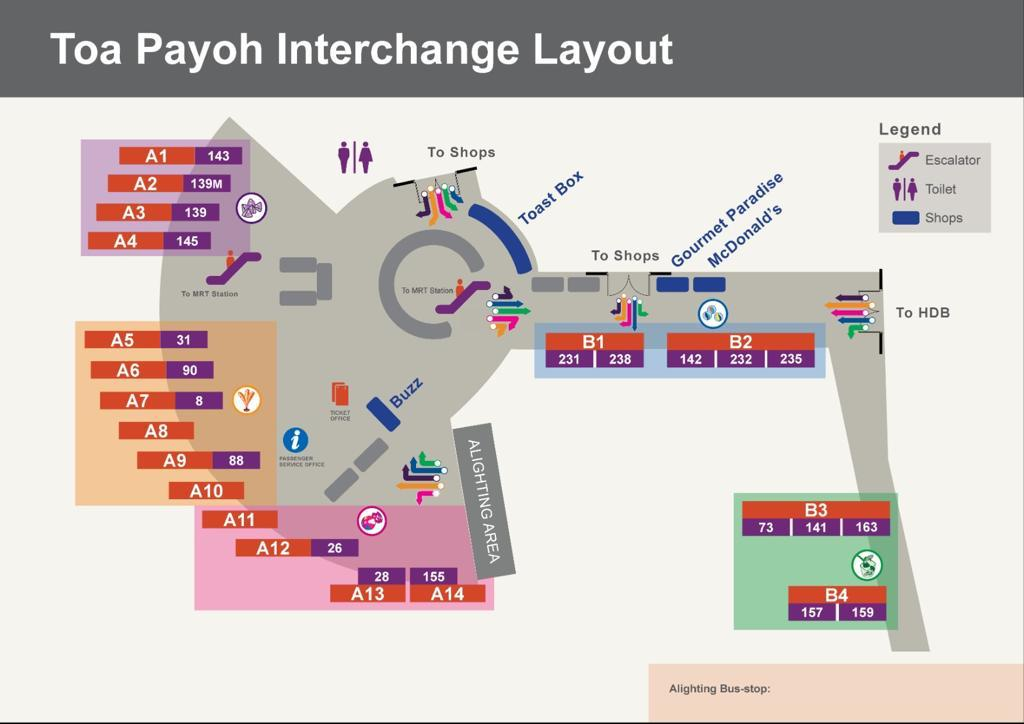 Toa Payoh Interchange Layout
Legend
Escalator
Toilet
Shops
To Shops
Toast Box
To Shops
Gourmet Paradise
McDonald's
To HDB
A1 143
A2 139M
A3 139
A4 145
To MRT Station
To MRT Station
A5 31
A6 90
A7 8
A8
A9 88
A10
TICKET
OFFICE
Buzz
i
PASSENGER
SERVICE OFFICE
ALIGHTING AREA
A11
A12 26
28 155
A13 A14
B1
231 238
B2
142 232 235
B3
73 141 163
B4
157 159
Alighting Bus-stop: